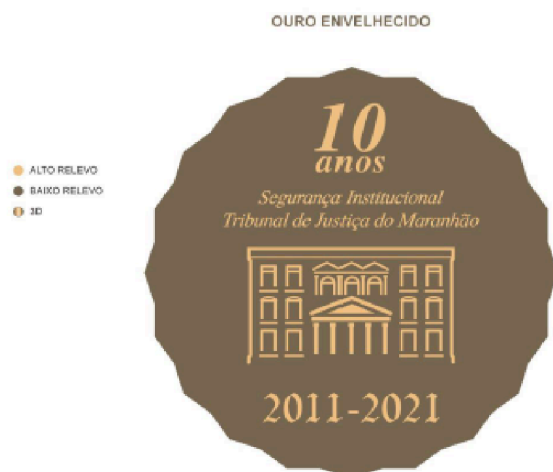 OURO ENVELHECIDO
ALTO RELEVO
BAIXO RELEVO
3D
10
anos
Segurança Institucional
Tribunal de Justiça do Maranhão
2011-2021